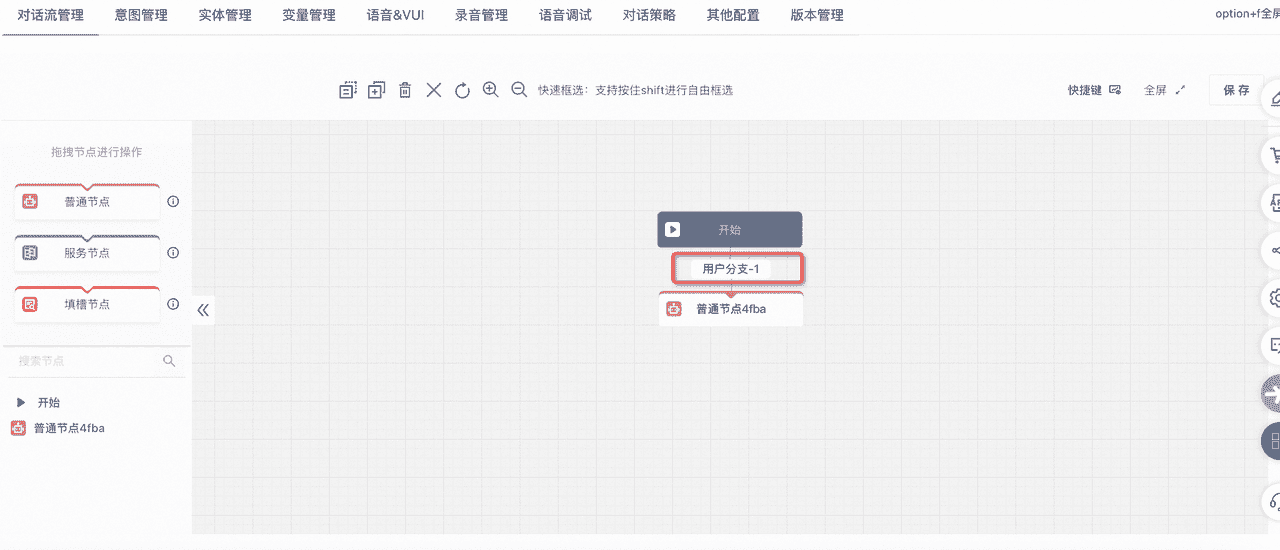 对话流管理 意图管理 实体管理 变量管理 语音&VUI 录音管理 语音调试 对话策略 其他配置 版本管理 option+f全屏
快速框选：支持按住shift进行自由框选 快捷键 全屏 保存
拖拽节点进行操作
普通节点
服务节点
填槽节点
搜索节点
开始
普通节点4fba
开始
用户分支-1
普通节点4fba